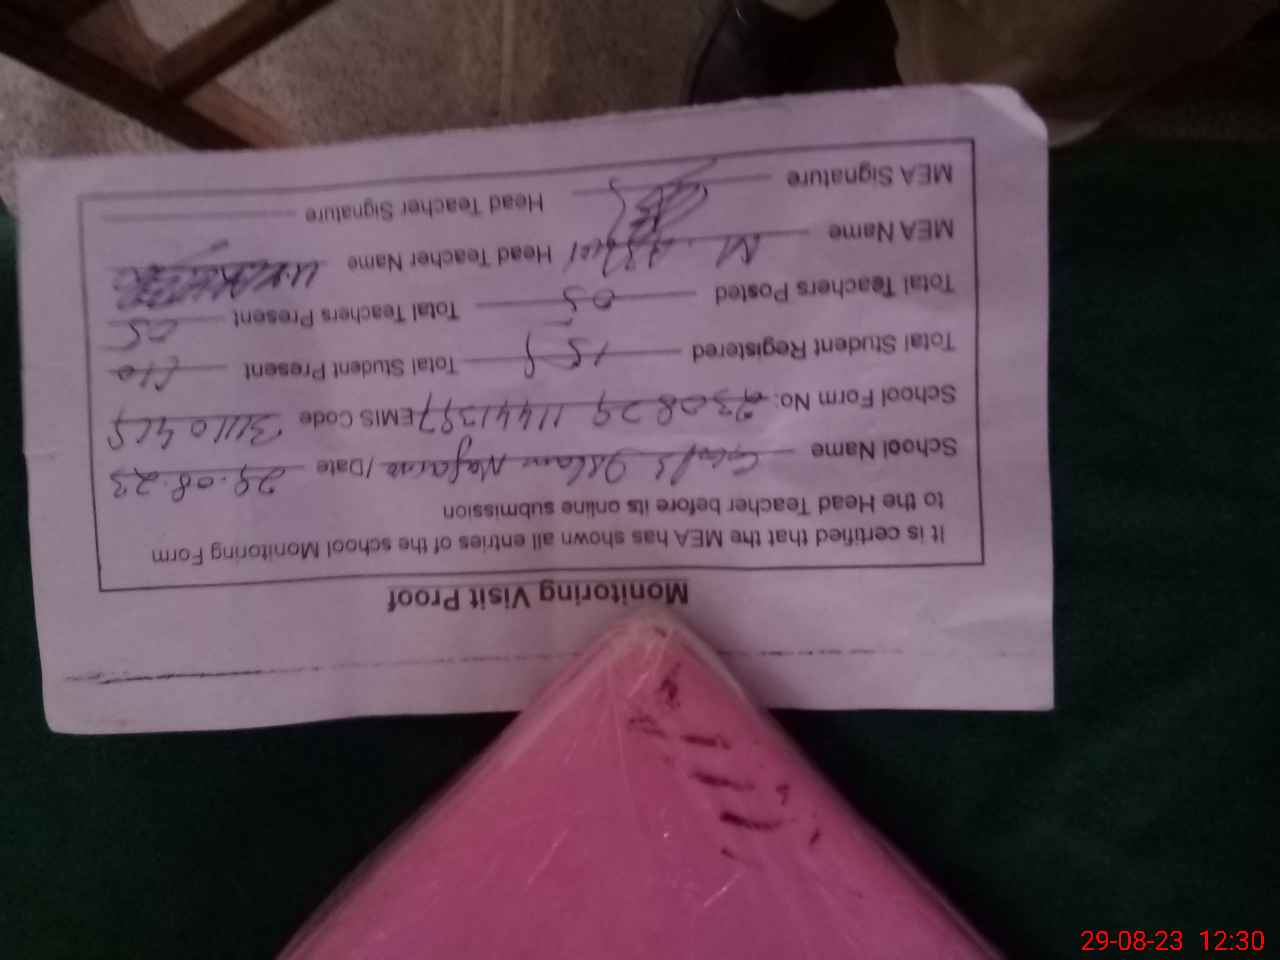 Monitoring Visit Proof
It is certified that the MEA has shown all entries of the school Monitoring Form
to the Head Teacher before its online submission
School Name Islam Date 29.08.23
School Form No: 230829 11441397 EMIS Code
Total Student Registered Total Student Present
Total Teachers Posted 05 Total Teachers Present 05
MEA Name M. Head Teacher Name
MEA Signature Head Teacher Signature
29-08-23 12:30